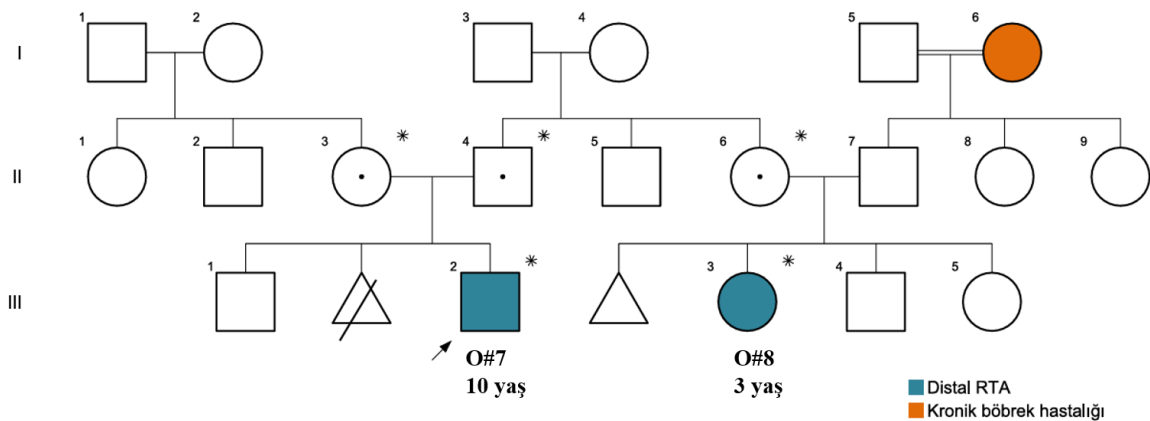 1 2 3 4 5 6
I
1 2 3 * 4 * 5 6 * 7 8 9
II
1 2 * 3 * 4 5
III
O#7 O#8
10 yaş 3 yaş
Distal RTA
Kronik böbrek hastalığı